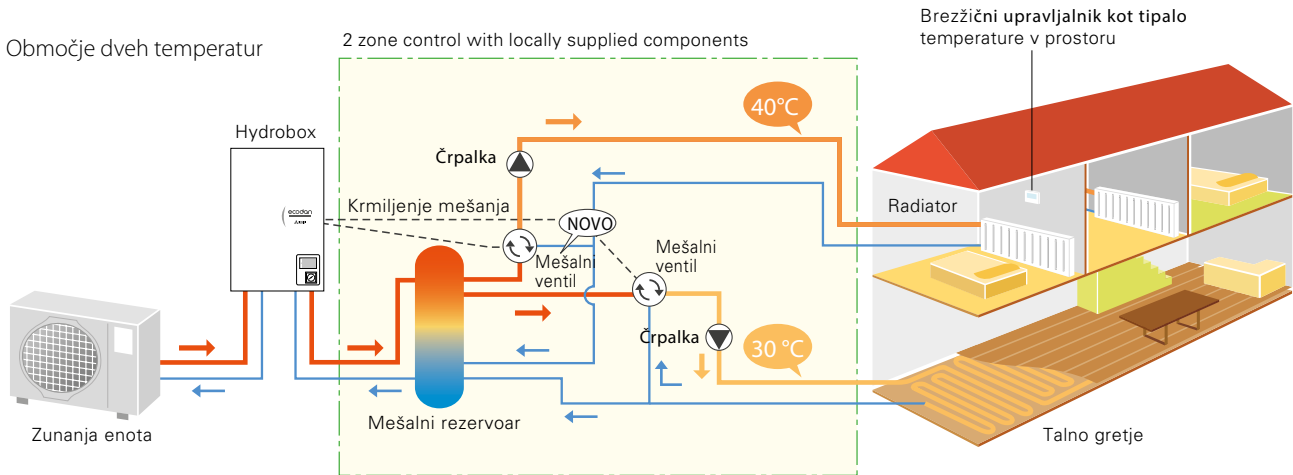 Brezžični upravljalnik kot tipalo
temperature v prostoru
Območje dveh temperatur
2 zone control with locally supplied components
40°C
Hydrobox
Črpalka
ecodan
Krmiljenje mešanja
NOVO
Radiator
Mešalni
ventil
Mešalni
ventil
Črpalka
30 °C
Mešalni rezervoar
Zunanja enota
Talno gretje